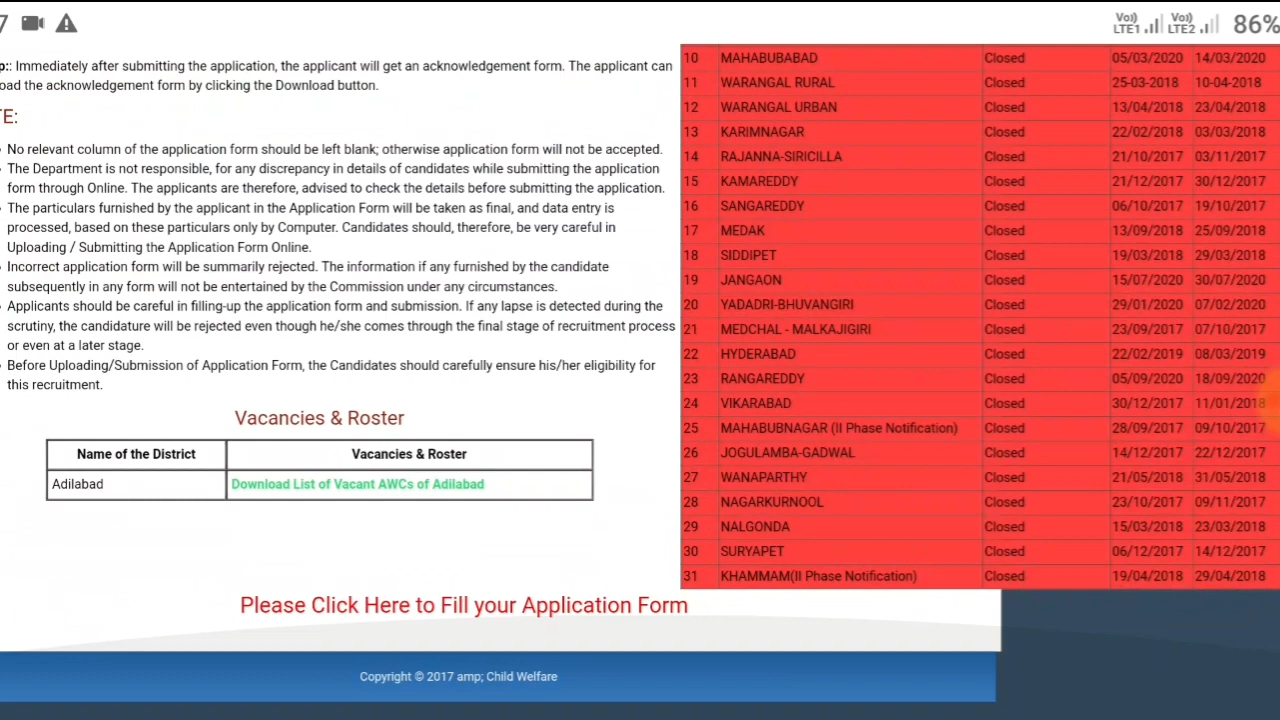 7
Vo) LTE1 Vo) LTE2 86%
p:: Immediately after submitting the application, the applicant will get an acknowledgement form. The applicant can
oad the acknowledgement form by clicking the Download button.
TE:
No relevant column of the application form should be left blank; otherwise application form will not be accepted.
The Department is not responsible, for any discrepancy in details of candidates while submitting the application
form through Online. The applicants are therefore, advised to check the details before submitting the application.
The particulars furnished by the applicant in the Application Form will be taken as final, and data entry is
processed, based on these particulars only by Computer. Candidates should, therefore, be very careful in
Uploading / Submitting the Application Form Online.
Incorrect application form will be summarily rejected. The information if any furnished by the candidate
subsequently in any form will not be entertained by the Commission under any circumstances.
Applicants should be careful in filling-up the application form and submission. If any lapse is detected during the
scrutiny, the candidature will be rejected even though he/she comes through the final stage of recruitment process
or even at a later stage.
Before Uploading/Submission of Application Form, the Candidates should carefully ensure his/her eligibility for
this recruitment.
Vacancies & Roster
Name of the District Vacancies & Roster
Adilabad Download List of Vacant AWCs of Adilabad
Please Click Here to Fill your Application Form
10 MAHABUBABAD Closed 05/03/2020 14/03/2020
11 WARANGAL RURAL Closed 25-03-2018 10-04-2018
12 WARANGAL URBAN Closed 13/04/2018 23/04/2018
13 KARIMNAGAR Closed 22/02/2018 03/03/2018
14 RAJANNA-SIRICILLA Closed 21/10/2017 03/11/2017
15 KAMAREDDY Closed 21/12/2017 30/12/2017
16 SANGAREDDY Closed 06/10/2017 19/10/2017
17 MEDAK Closed 13/09/2018 25/09/2018
18 SIDDIPET Closed 19/03/2018 29/03/2018
19 JANGAON Closed 15/07/2020 30/07/2020
20 YADADRI-BHUVANGIRI Closed 29/01/2020 07/02/2020
21 MEDCHAL - MALKAJIGIRI Closed 23/09/2017 07/10/2017
22 HYDERABAD Closed 22/02/2019 08/03/2019
23 RANGAREDDY Closed 05/09/2020 18/09/2020
24 VIKARABAD Closed 30/12/2017 11/01/2018
25 MAHABUBNAGAR (II Phase Notification) Closed 28/09/2017 09/10/2017
26 JOGULAMBA-GADWAL Closed 14/12/2017 22/12/2017
27 WANAPARTHY Closed 21/05/2018 31/05/2018
28 NAGARKURNOOL Closed 23/10/2017 09/11/2017
29 NALGONDA Closed 15/03/2018 23/03/2018
30 SURYAPET Closed 06/12/2017 14/12/2017
31 KHAMMAM(II Phase Notification) Closed 19/04/2018 29/04/2018
Copyright © 2017 amp; Child Welfare